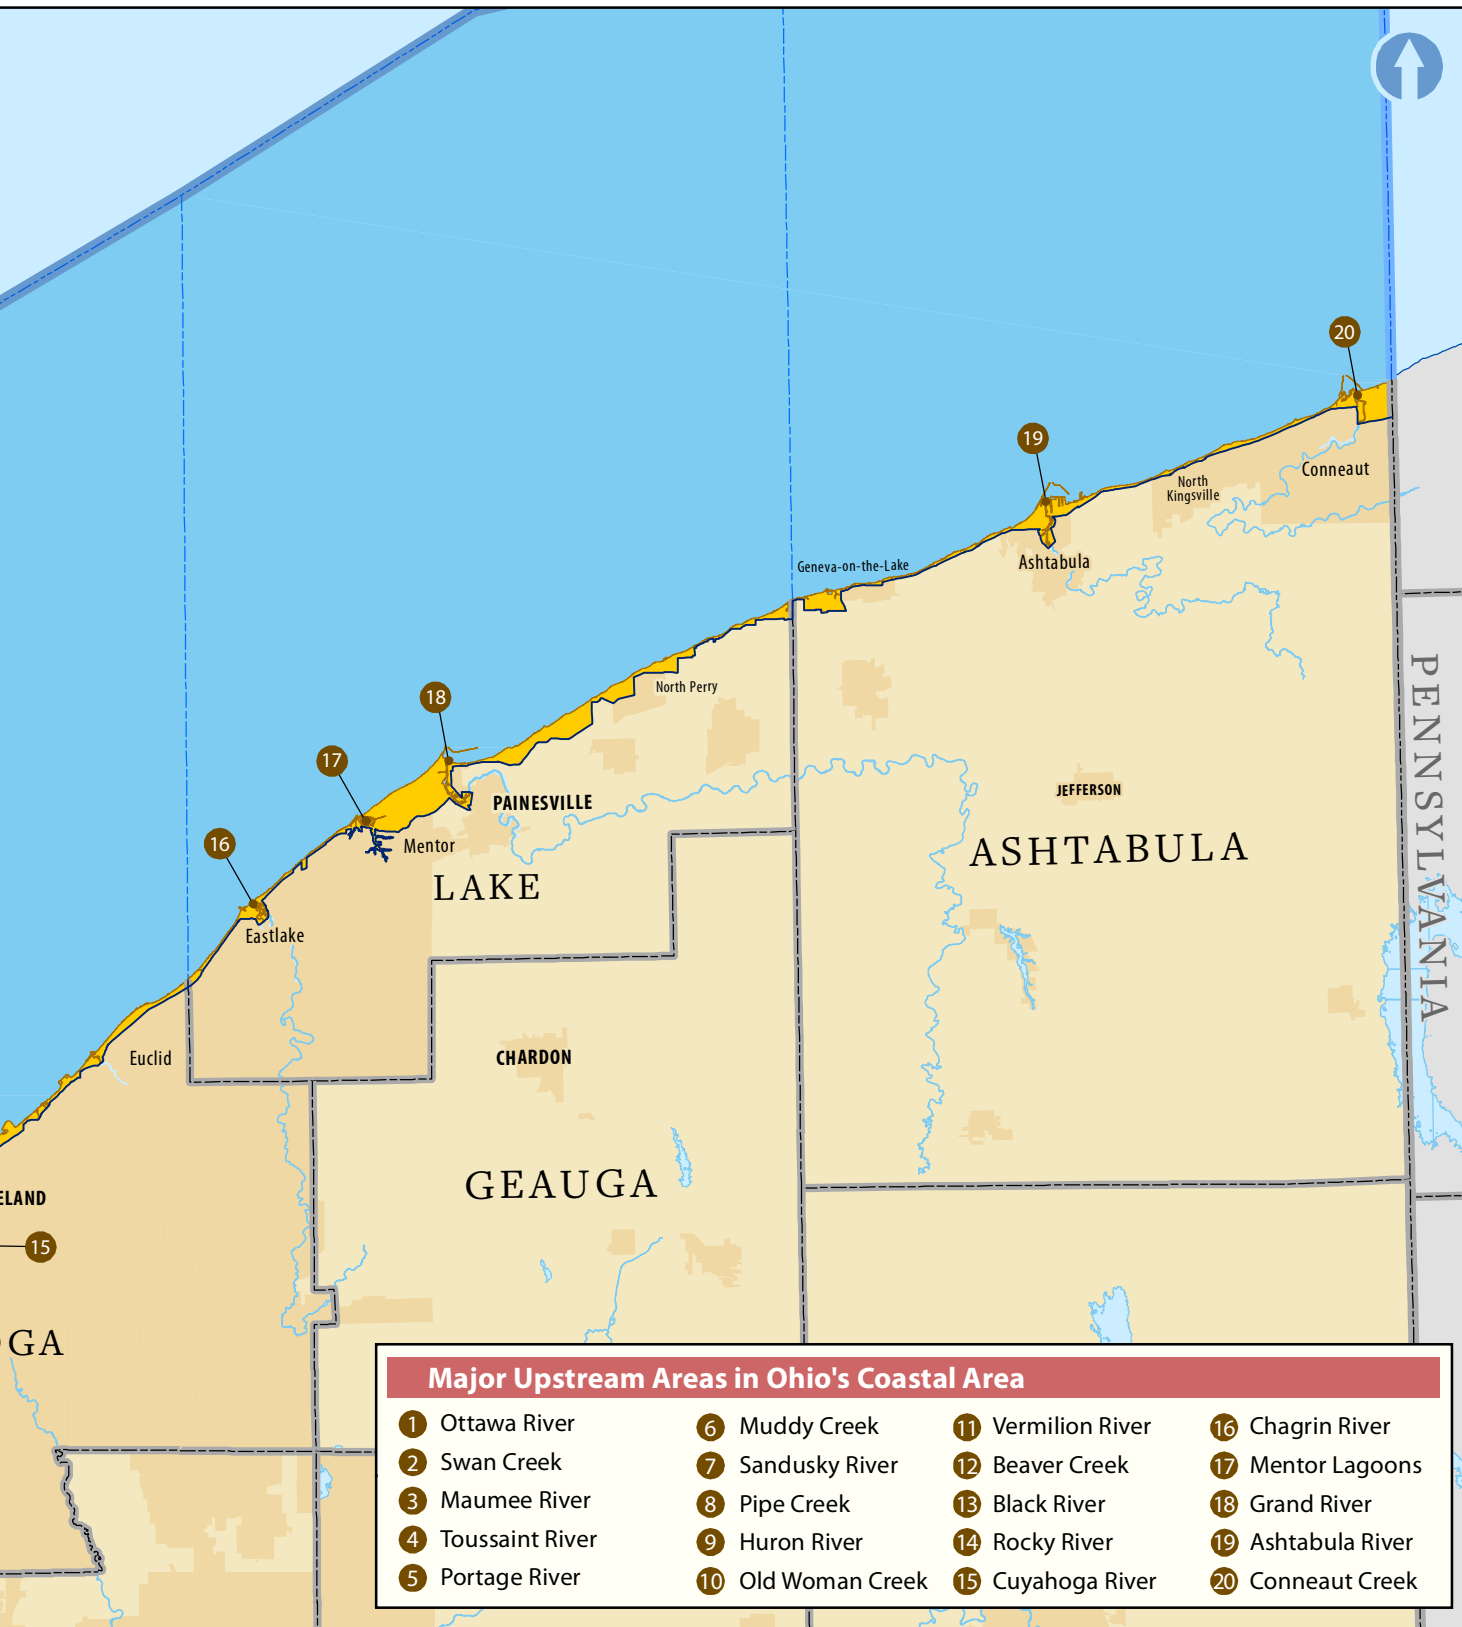 20
19
Conneaut
North
Kingsville
Ashtabula
Geneva-on-the-Lake
North Perry
18
17
PAINESVILLE
JEFFERSON
PENNSYLVANIA
16
Mentor
ASHTABULA
LAKE
Eastlake
Euclid
CHARDON
GEAUGA
ELAND
15
OGA
Major Upstream Areas in Ohio's Coastal Area
1 Ottawa River
2 Swan Creek
3 Maumee River
4 Toussaint River
5 Portage River
6 Muddy Creek
7 Sandusky River
8 Pipe Creek
9 Huron River
10 Old Woman Creek
11 Vermilion River
12 Beaver Creek
13 Black River
14 Rocky River
15 Cuyahoga River
16 Chagrin River
17 Mentor Lagoons
18 Grand River
19 Ashtabula River
20 Conneaut Creek